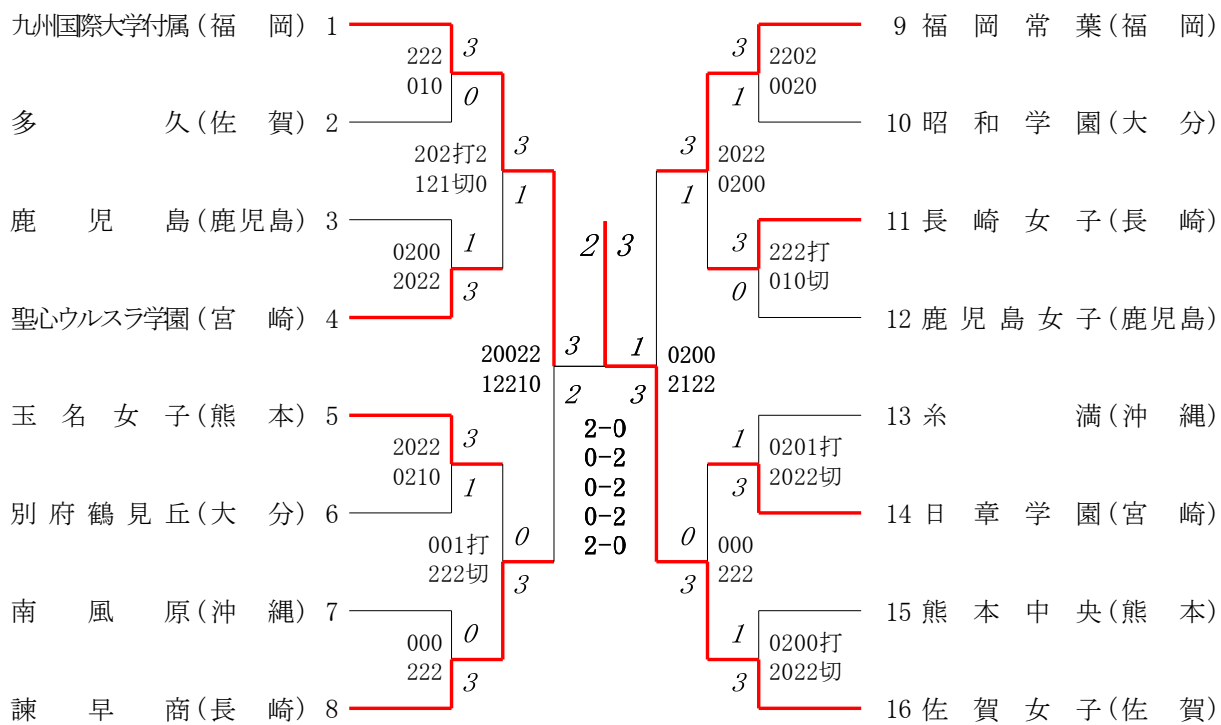 九州国際大学付属(福岡) 1
222
010
3
0
多久(佐賀) 2
202打2
121切0
3
1
鹿児島(鹿児島) 3
0200
2022
1
3
聖心ウルスラ学園(宮崎) 4
20022
12210
3
2
玉名女子(熊本) 5
2022
0210
3
1
別府鶴見丘(大分) 6
001打
222切
0
3
南風原(沖縄) 7
000
222
0
3
諫早商(長崎) 8
2 3
2-0
0-2
0-2
0-2
2-0
9 福岡常葉(福岡)
3
1
2202
0020
10 昭和学園(大分)
3
1
2022
0200
11 長崎女子(長崎)
3
0
222打
010切
12 鹿児島女子(鹿児島)
1
3
0200
2122
13 糸満(沖縄)
1
3
0201打
2022切
14 日章学園(宮崎)
0
3
000
222
15 熊本中央(熊本)
1
3
0200打
2022切
16 佐賀女子(佐賀)